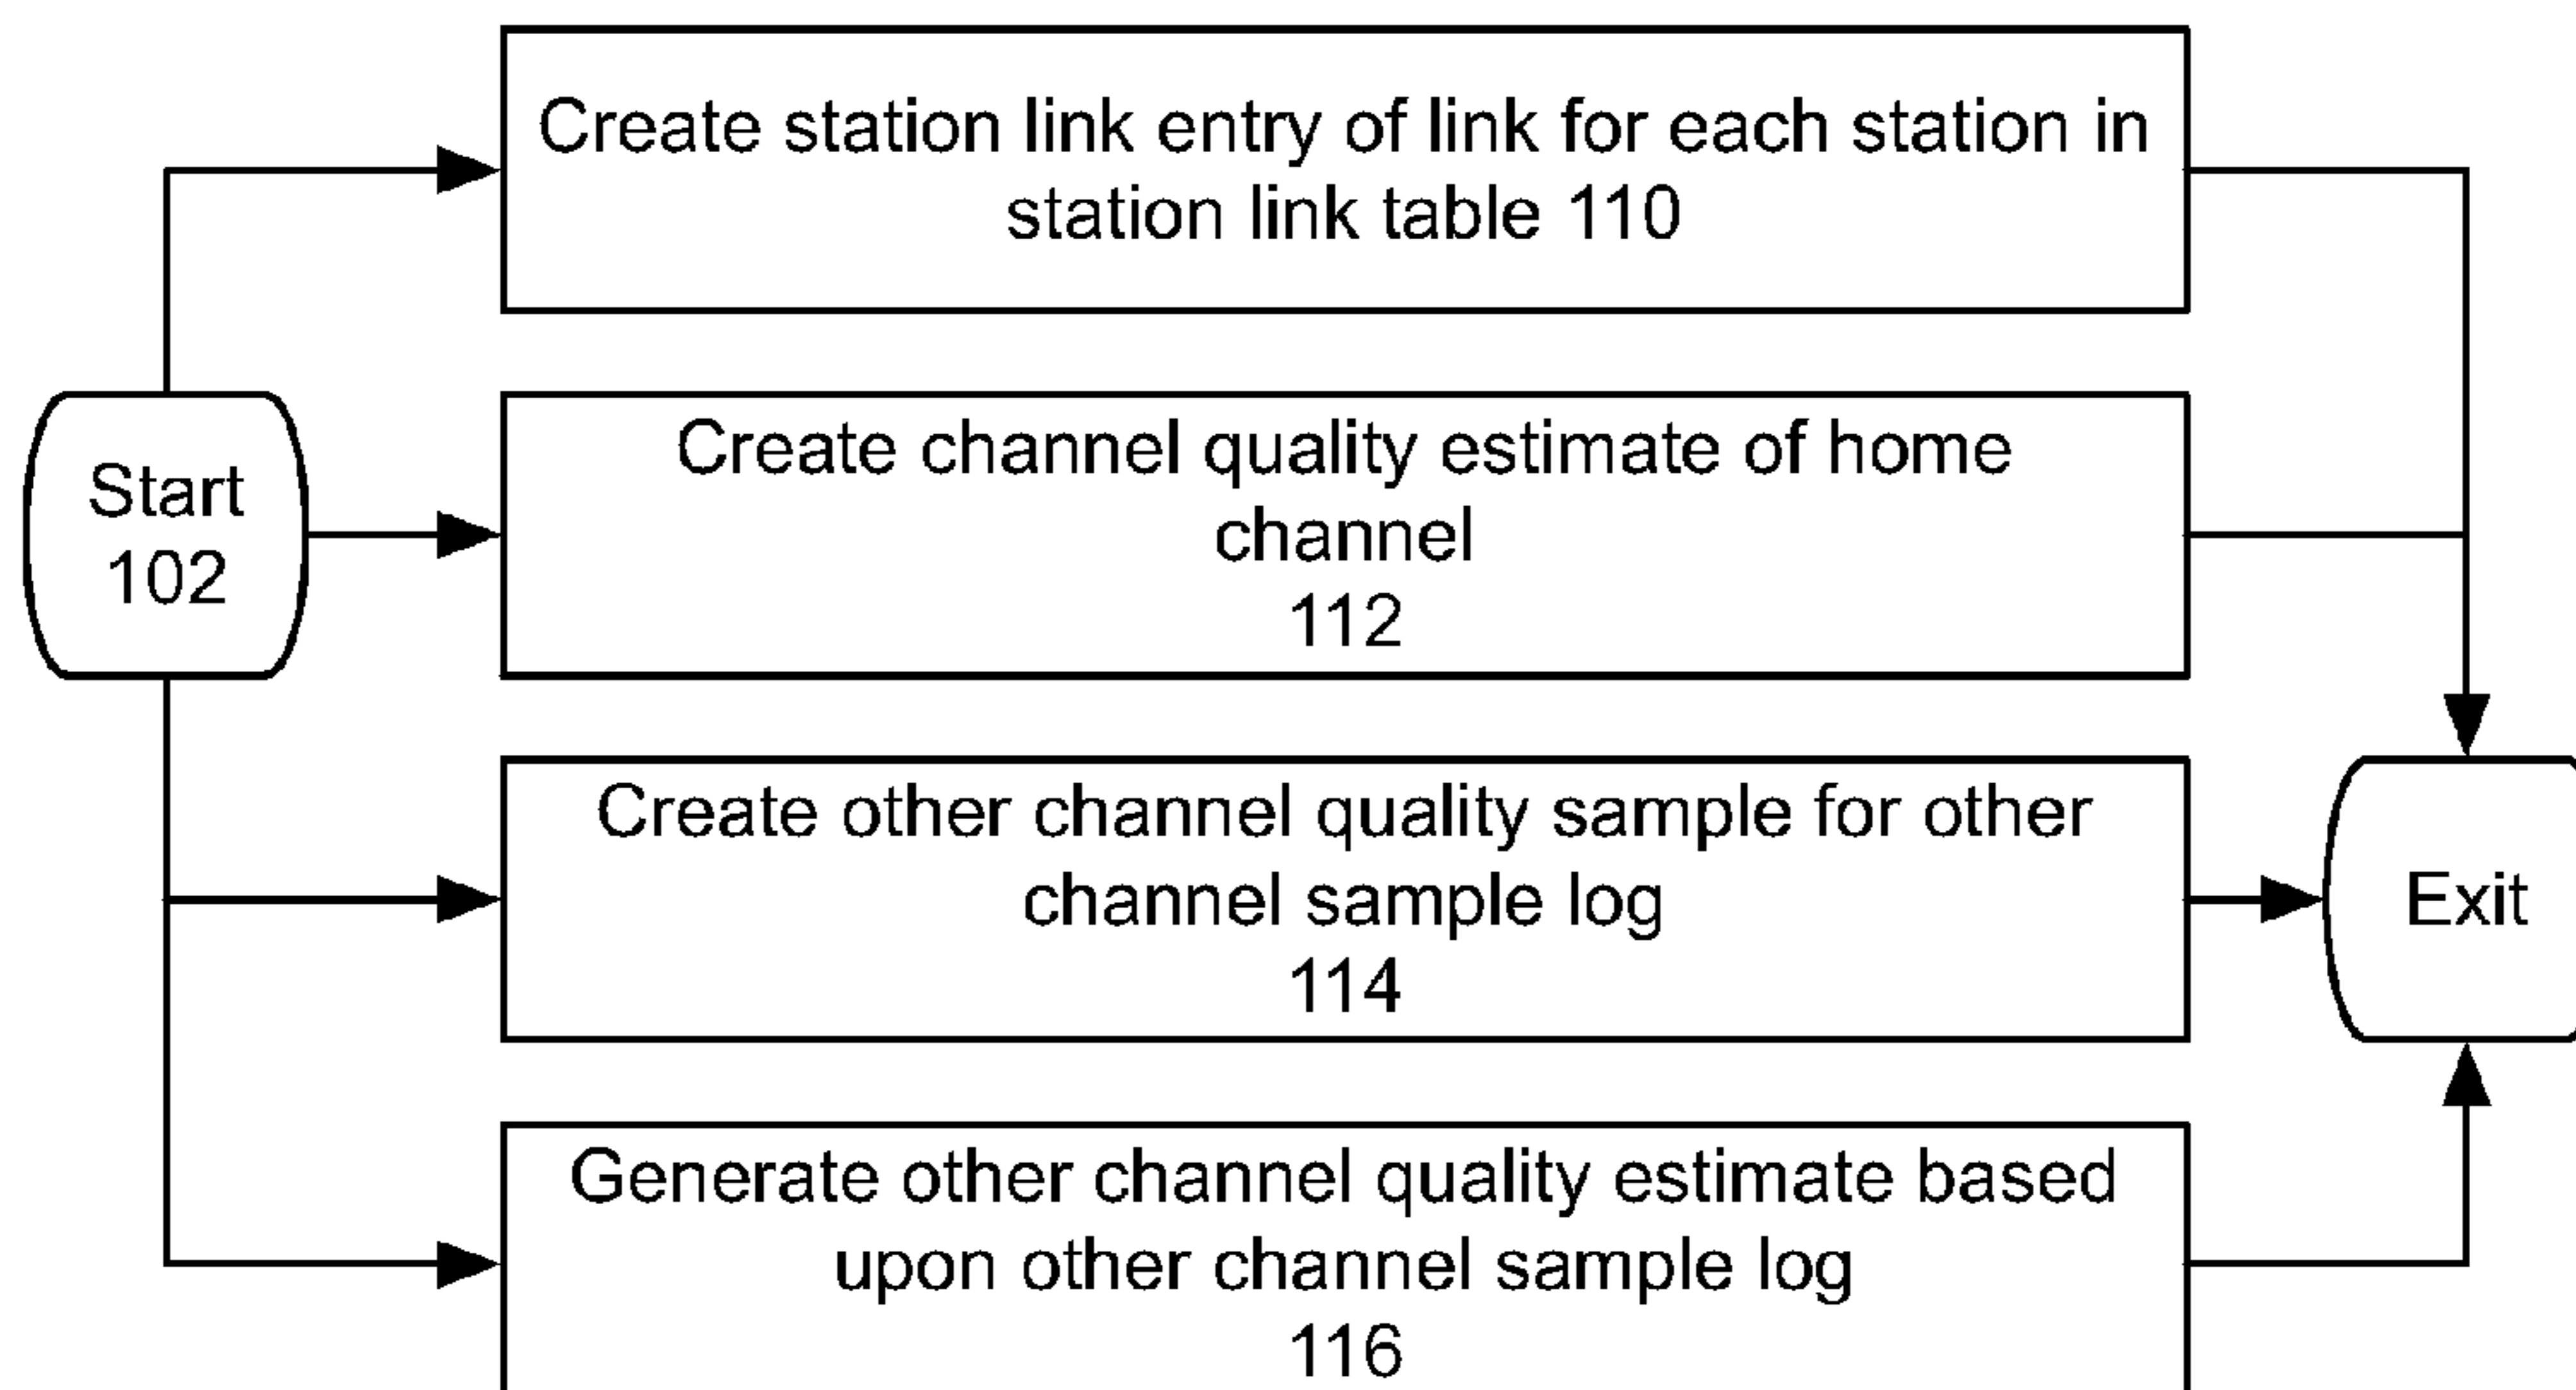 Create station link entry of link for each station in
station link table 110
Start
102
Create channel quality estimate of home
channel
112
Create other channel quality sample for other
channel sample log
114
Exit
Generate other channel quality estimate based
upon other channel sample log
116